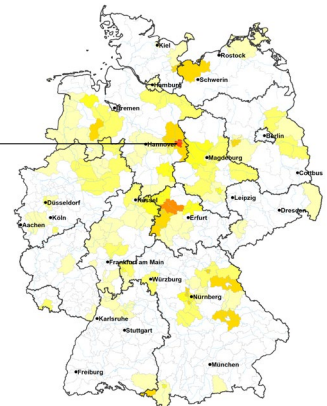 Kiel
Rostock
Schwerin
Hamburg
Bremen
Berlin
Hannover
Magdeburg
Cottbus
Kassel
Leipzig
Düsseldorf
Dresden
Köln
Erfurt
Aachen
Frankfurt am Main
Würzburg
Nürnberg
Karlsruhe
Stuttgart
München
Freiburg